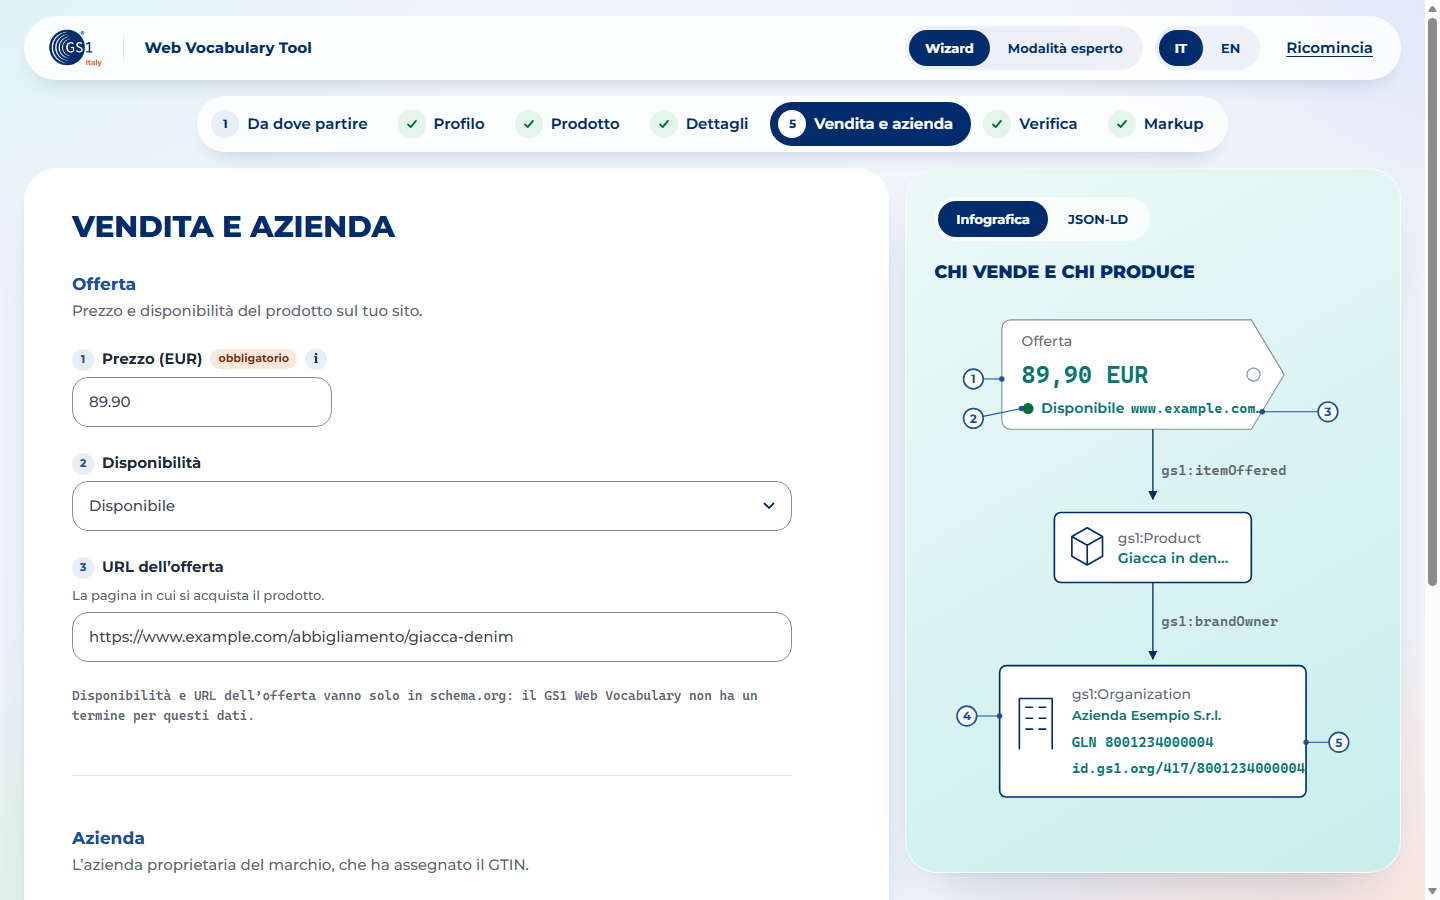 GS1 Italy
Web Vocabulary Tool
Wizard
Modalità esperto
IT
EN
Ricomincia
1 Da dove partire
Profilo
Prodotto
Dettagli
5 Vendita e azienda
Verifica
Markup
VENDITA E AZIENDA
Offerta
Prezzo e disponibilità del prodotto sul tuo sito.
1 Prezzo (EUR) obbligatorio i
89.90
2 Disponibilità
Disponibile
3 URL dell’offerta
La pagina in cui si acquista il prodotto.
https://www.example.com/abbigliamento/giacca-denim
Disponibilità e URL dell’offerta vanno solo in schema.org: il GS1 Web Vocabulary non ha un
termine per questi dati.
Azienda
L’azienda proprietaria del marchio, che ha assegnato il GTIN.
Infografica
JSON-LD
CHI VENDE E CHI PRODUCE
Offerta
1
89,90 EUR
2
Disponibile www.example.com…
3
gs1:itemOffered
gs1:Product
Giacca in den…
gs1:brandOwner
gs1:Organization
4
Azienda Esempio S.r.l.
GLN 8001234000004
5
id.gs1.org/417/8001234000004